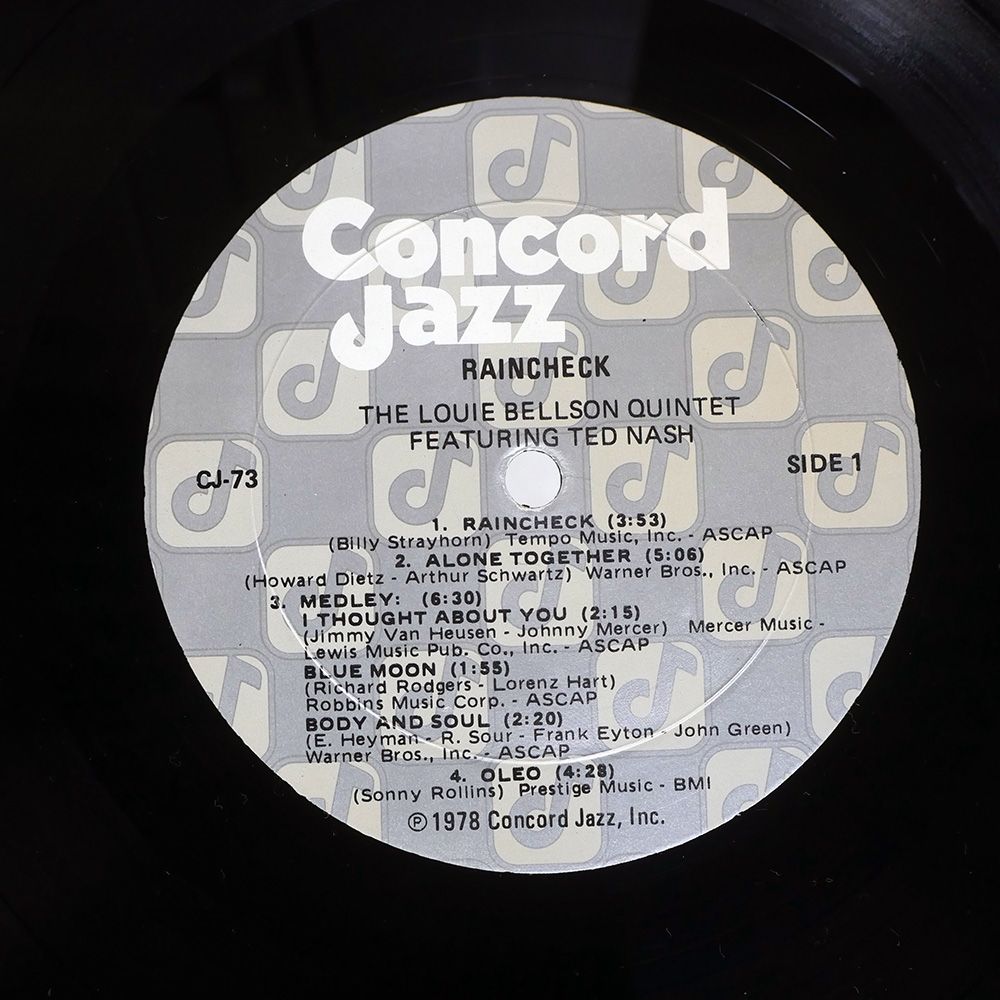 Concord
Jazz
RAINCHECK
THE LOUIE BELLSON QUINTET
FEATURING TED NASH
CJ-73
SIDE 1
1. RAINCHECK (3:53)
(Billy Strayhorn) Tempo Music, Inc. - ASCAP
2. ALONE TOGETHER (5:06)
(Howard Dietz - Arthur Schwartz) Warner Bros., Inc. - ASCAP
3. MEDLEY: (6:30)
I THOUGHT ABOUT YOU (2:15)
(Jimmy Van Heusen - Johnny Mercer) Mercer Music -
Lewis Music Pub. Co., Inc. - ASCAP
BLUE MOON (1:55)
(Richard Rodgers - Lorenz Hart)
Robbins Music Corp. - ASCAP
BODY AND SOUL (2:20)
(E. Heyman - R. Sour - Frank Eyton - John Green)
Warner Bros., Inc. - ASCAP
4. OLEO (4:28)
(Sonny Rollins) Prestige Music - BMI
℗ 1978 Concord Jazz, Inc.